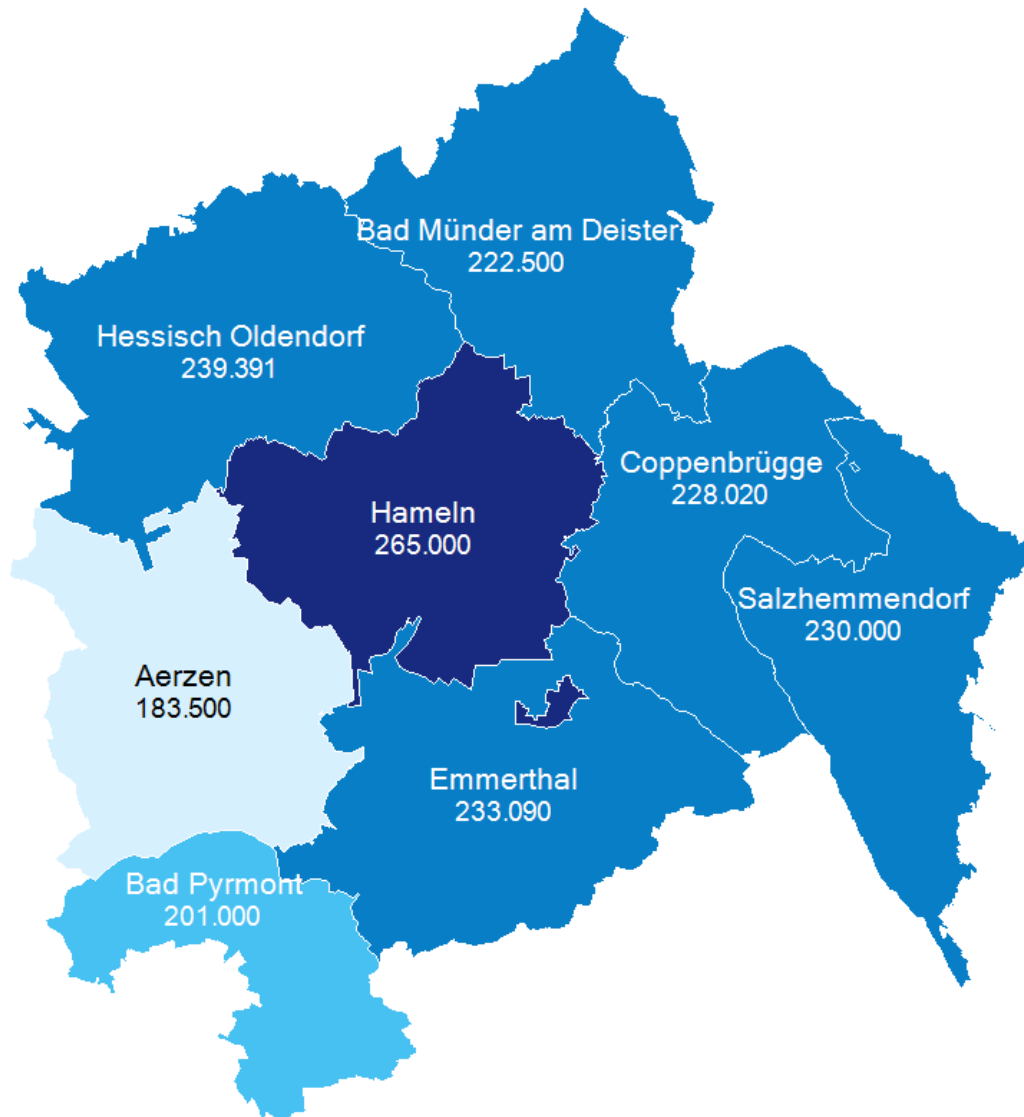 Bad Münder am Deister
222.500
Hessisch Oldendorf
239.391
Coppenbrügge
228.020
Hameln
265.000
Salzhemmendorf
230.000
Aerzen
183.500
Emmerthal
233.090
Bad Pyrmont
201.000